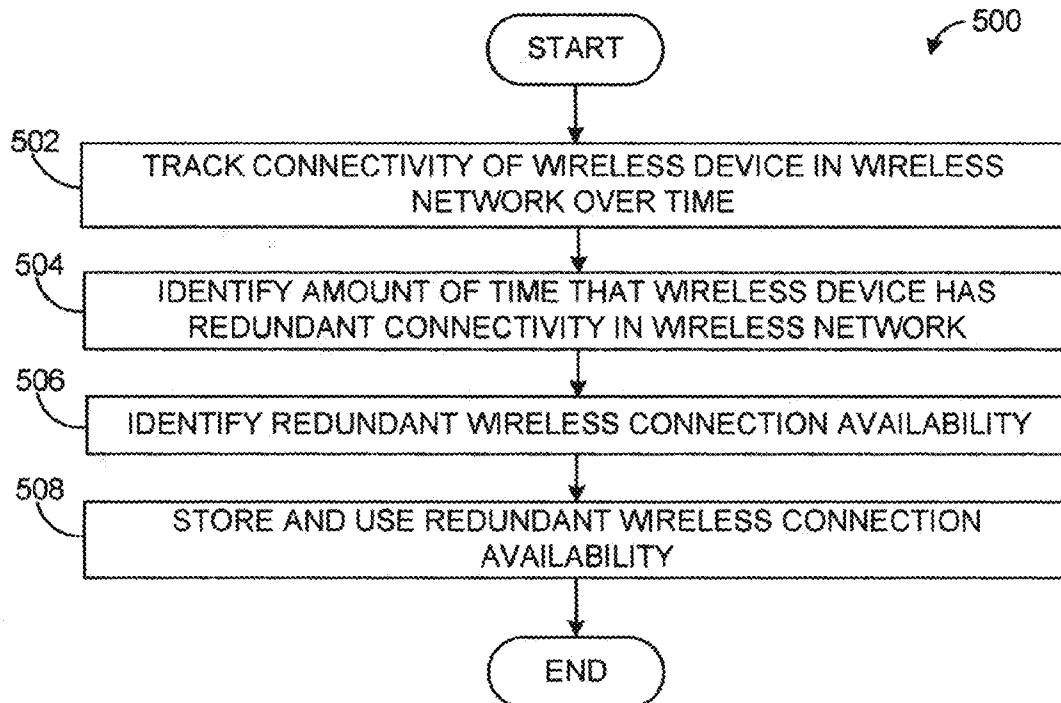 START
500
502
TRACK CONNECTIVITY OF WIRELESS DEVICE IN WIRELESS
NETWORK OVER TIME
504
IDENTIFY AMOUNT OF TIME THAT WIRELESS DEVICE HAS
REDUNDANT CONNECTIVITY IN WIRELESS NETWORK
506
IDENTIFY REDUNDANT WIRELESS CONNECTION AVAILABILITY
508
STORE AND USE REDUNDANT WIRELESS CONNECTION
AVAILABILITY
END